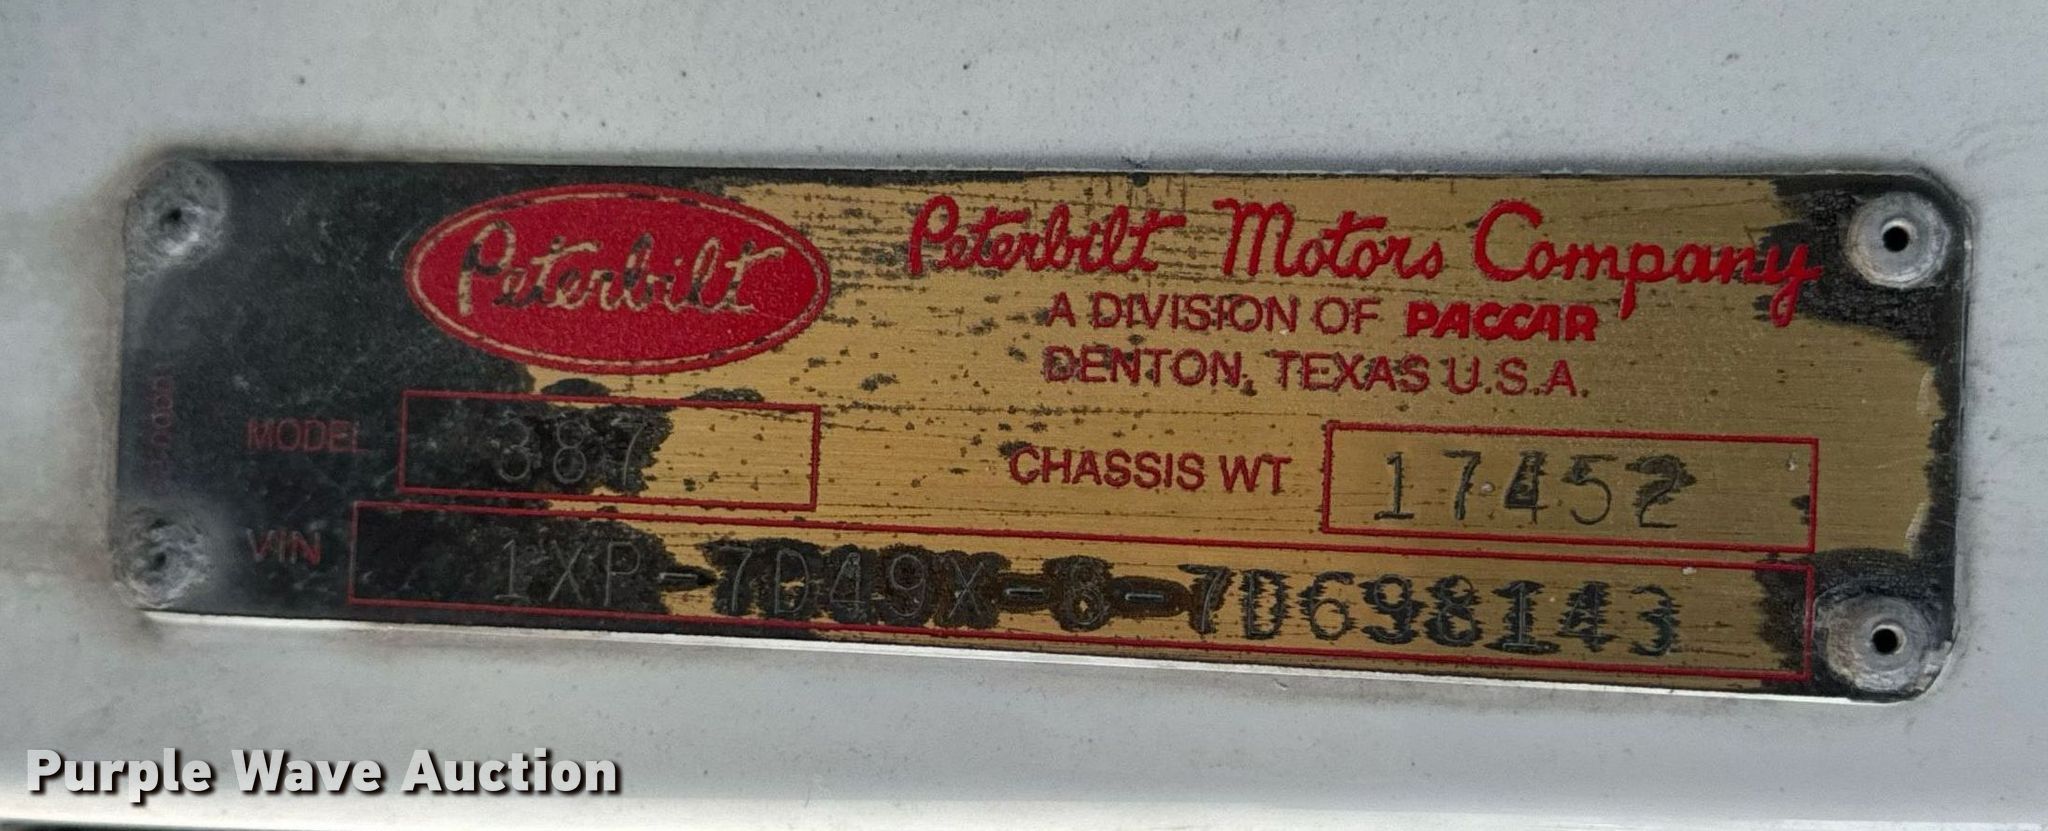 Peterbilt
Peterbilt Motors Company
A DIVISION OF PACCAR
DENTON, TEXAS U.S.A.
MODEL 387
CHASSIS WT 17452
VIN 1XP-7D49X-8-7D698143
Purple Wave Auction